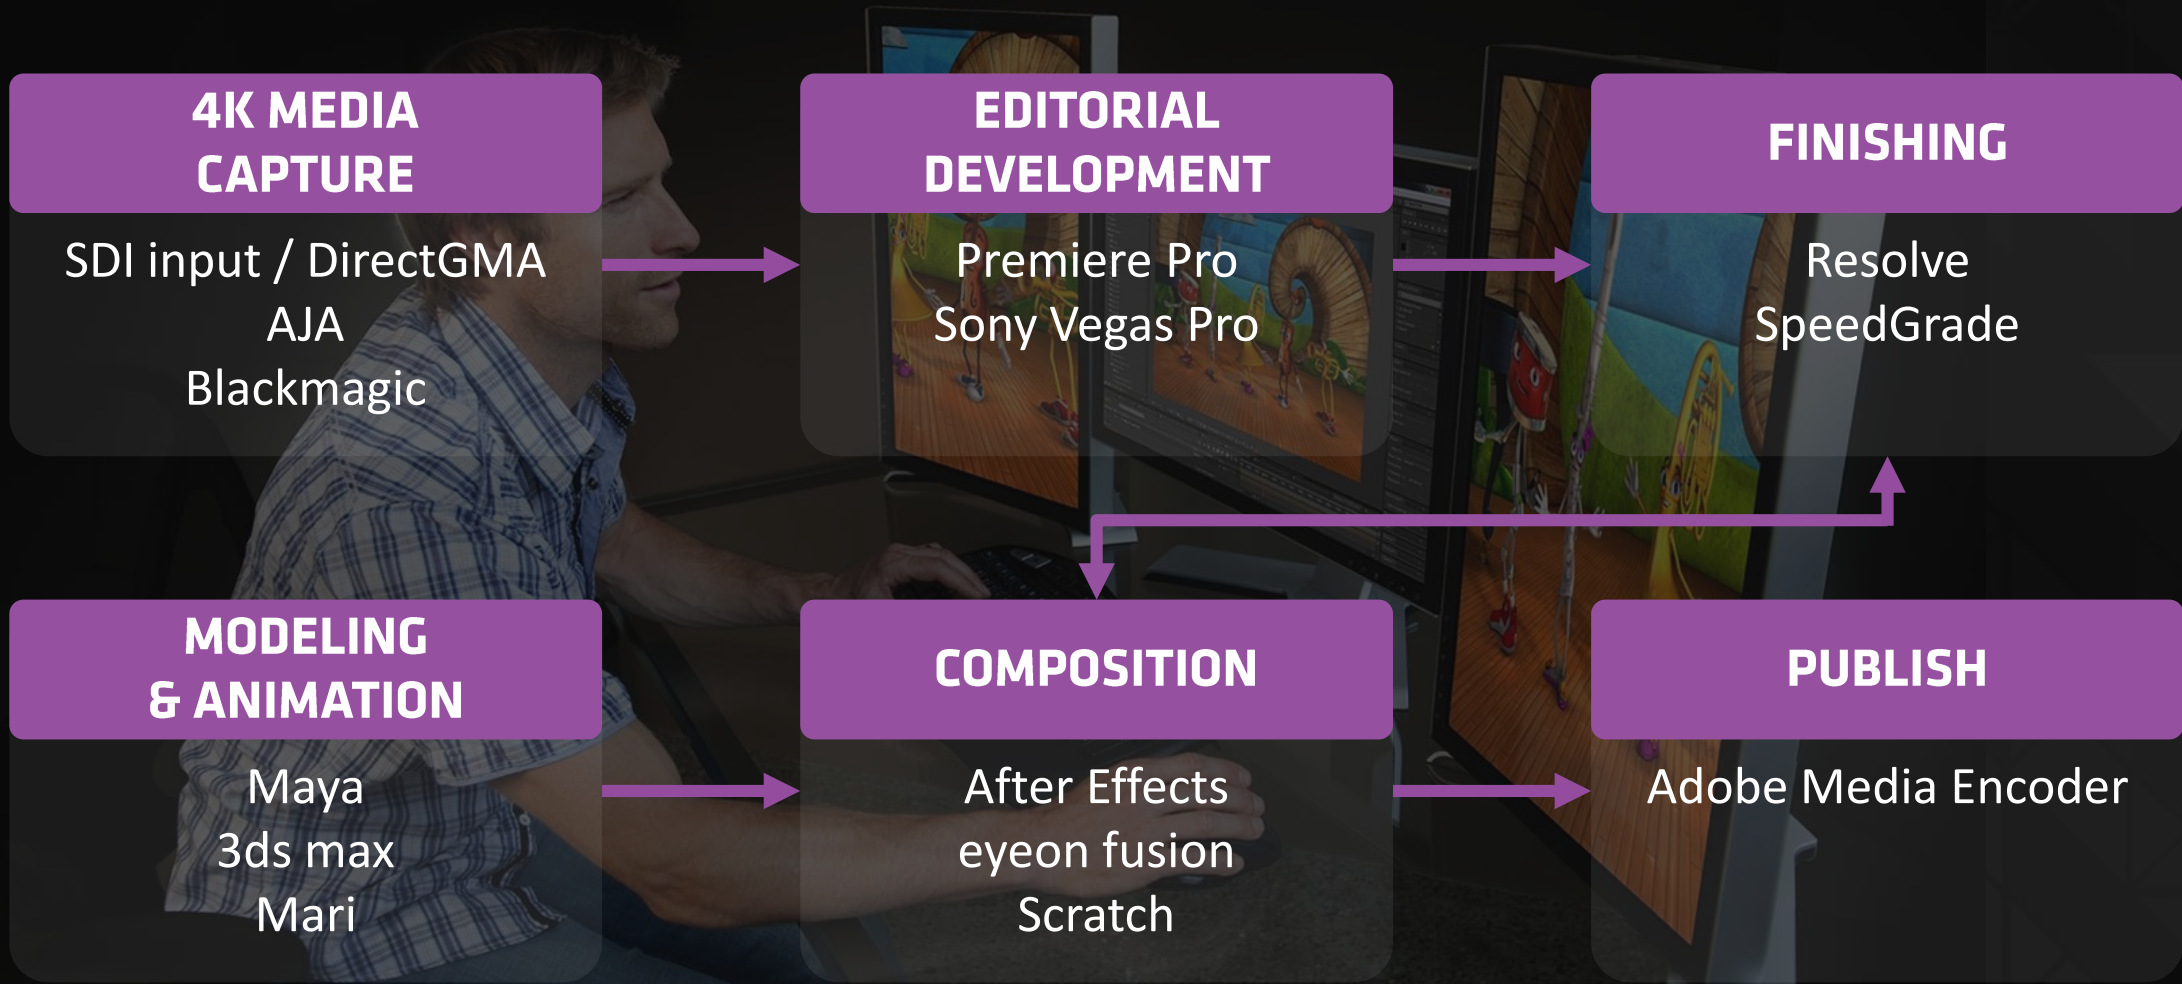 4K MEDIA
CAPTURE
SDI input / DirectGMA
AJA
Blackmagic
EDITORIAL
DEVELOPMENT
Premiere Pro
Sony Vegas Pro
FINISHING
Resolve
SpeedGrade
MODELING
& ANIMATION
Maya
3ds max
Mari
COMPOSITION
After Effects
eyeon fusion
Scratch
PUBLISH
Adobe Media Encoder